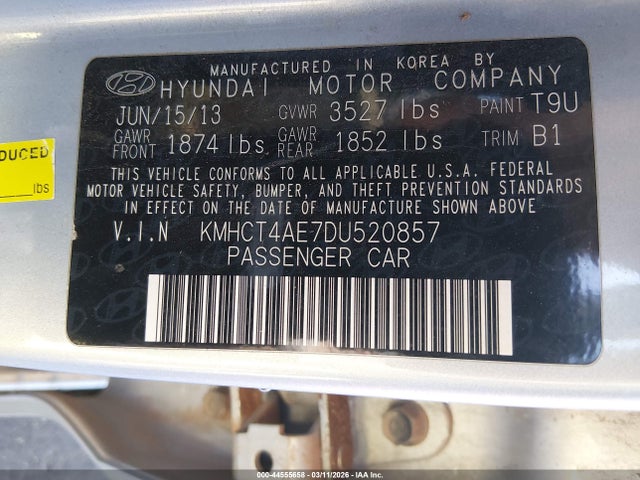 MANUFACTURED IN KOREA BY
HYUNDAI MOTOR COMPANY
JUN/15/13 GVWR 3527 lbs PAINT T9U
GAWR FRONT 1874 lbs. GAWR REAR 1852 lbs TRIM B1
THIS VEHICLE CONFORMS TO ALL APPLICABLE U.S.A. FEDERAL
MOTOR VEHICLE SAFETY, BUMPER, AND THEFT PREVENTION STANDARDS
IN EFFECT ON THE DATE OF MANUFACTURE SHOWN ABOVE
V.I.N KMHCT4AE7DU520857
PASSENGER CAR
DUCED
lbs
000-44555658 - 03/11/2026 - IAA Inc.